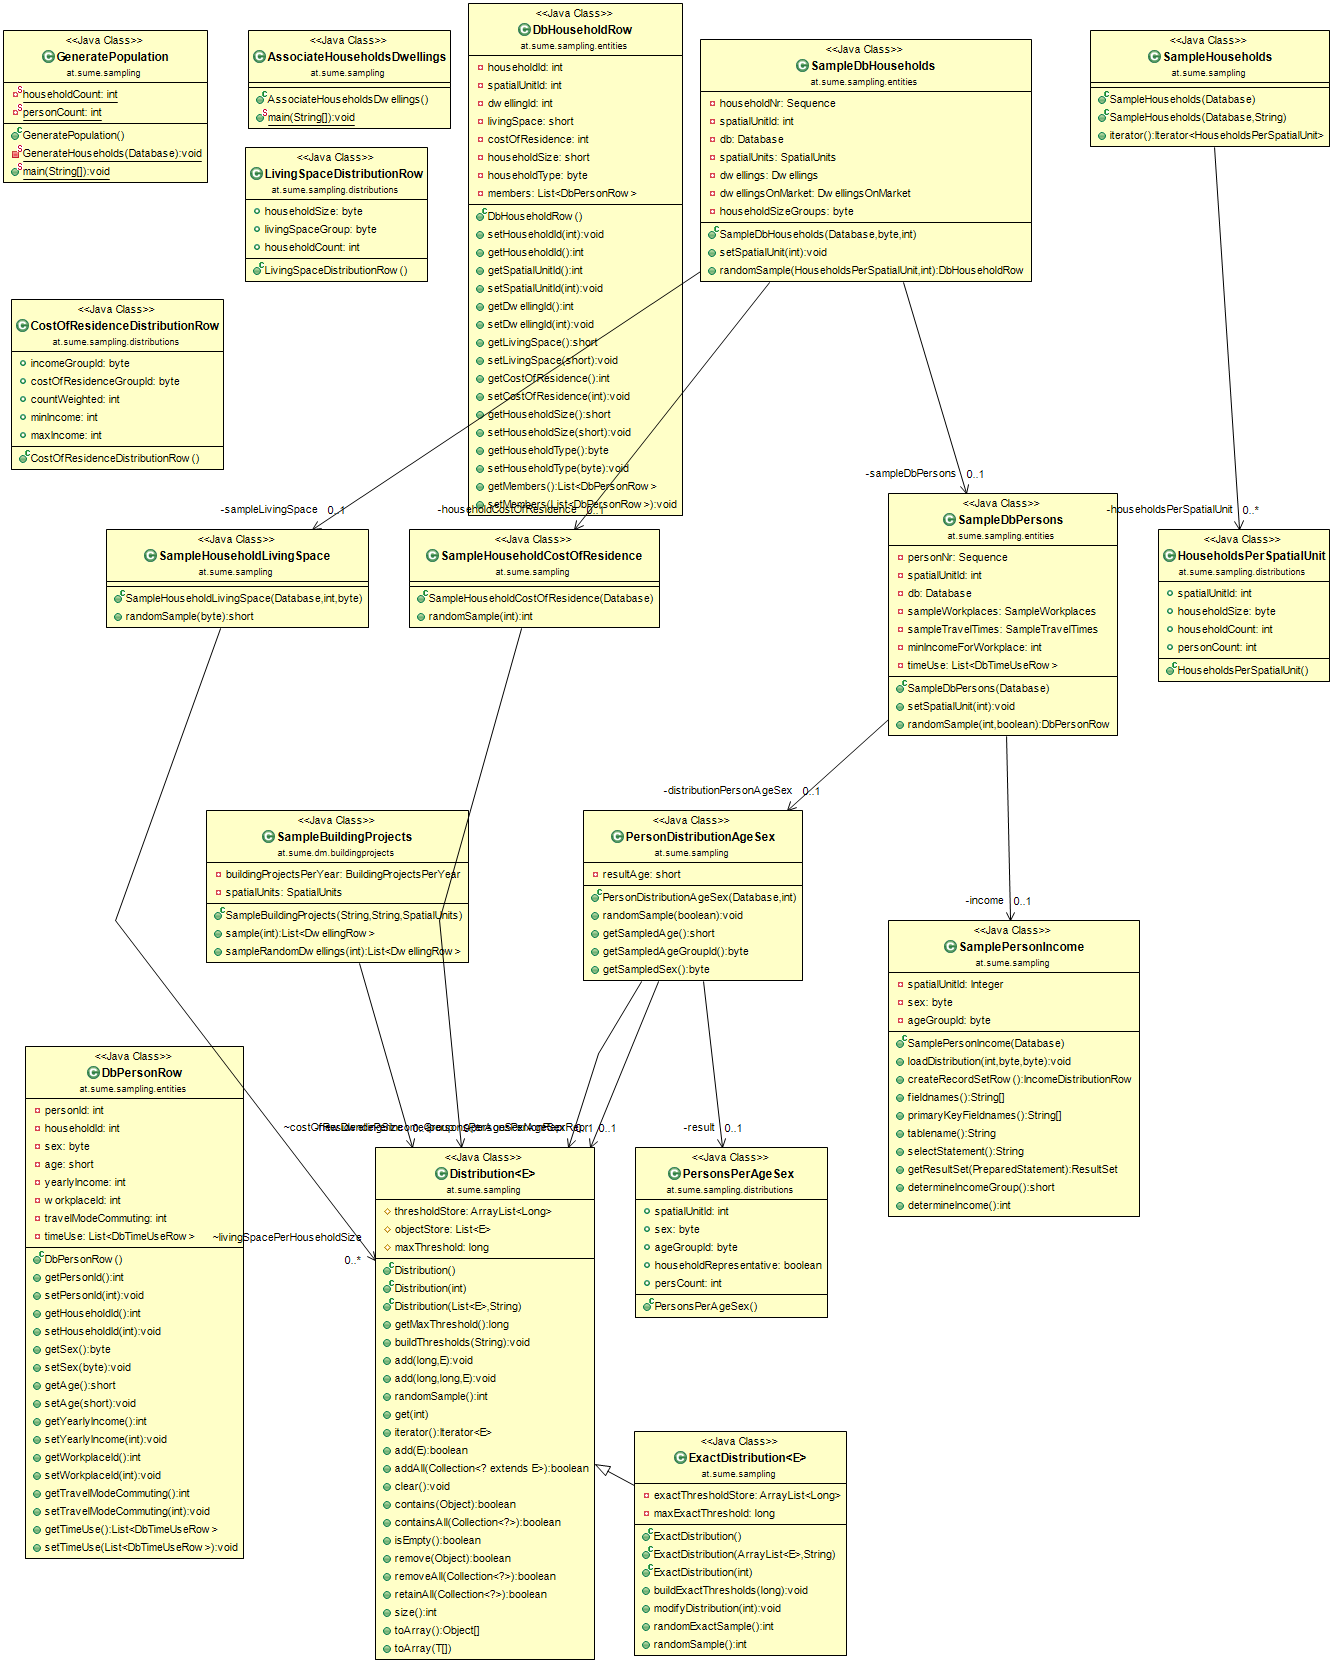 <<Java Class>>
GeneratePopulation
at.sume.sampling
householdCount: int
personCount: int
GeneratePopulation()
GenerateHouseholds(Database):void
main(String[]):void
<<Java Class>>
AssociateHouseholdsDwellings
at.sume.sampling
AssociateHouseholdsDwellings()
main(String[]):void
<<Java Class>>
LivingSpaceDistributionRow
at.sume.sampling.distributions
householdSize: byte
livingSpaceGroup: byte
householdCount: int
LivingSpaceDistributionRow()
<<Java Class>>
CostOfResidenceDistributionRow
at.sume.sampling.distributions
incomeGroupId: byte
costOfResidenceGroupId: byte
countWeighted: int
minIncome: int
maxIncome: int
CostOfResidenceDistributionRow()
<<Java Class>>
DbHouseholdRow
at.sume.sampling.entities
householdId: int
spatialUnitId: int
dwellingId: int
livingSpace: short
costOfResidence: int
householdSize: short
householdType: byte
members: List<DbPersonRow>
DbHouseholdRow()
setHouseholdId(int):void
getHouseholdId():int
getSpatialUnitId():int
setSpatialUnitId(int):void
getDwellingId():int
setDwellingId(int):void
getLivingSpace():short
setLivingSpace(short):void
getCostOfResidence():int
setCostOfResidence(int):void
getHouseholdSize():short
setHouseholdSize(short):void
getHouseholdType():byte
setHouseholdType(byte):void
getMembers():List<DbPersonRow>
setMembers(List<DbPersonRow>):void
<<Java Class>>
SampleDbHouseholds
at.sume.sampling.entities
householdNr: Sequence
spatialUnitId: int
db: Database
spatialUnits: SpatialUnits
dwellings: Dwellings
dwellingsOnMarket: DwellingsOnMarket
householdSizeGroups: byte
SampleDbHouseholds(Database,byte,int)
setSpatialUnit(int):void
randomSample(HouseholdsPerSpatialUnit,int):DbHouseholdRow
<<Java Class>>
SampleHouseholds
at.sume.sampling
SampleHouseholds(Database)
SampleHouseholds(Database,String)
iterator():Iterator<HouseholdsPerSpatialUnit>
-sampleLivingSpace 0..1
-householdCostOfResidence 0..1
-sampleDbPersons 0..1
-householdsPerSpatialUnit 0..*
<<Java Class>>
SampleHouseholdLivingSpace
at.sume.sampling
SampleHouseholdLivingSpace(Database,int,byte)
randomSample(byte):short
<<Java Class>>
SampleHouseholdCostOfResidence
at.sume.sampling
SampleHouseholdCostOfResidence(Database)
randomSample(int):int
<<Java Class>>
SampleDbPersons
at.sume.sampling.entities
personNr: Sequence
spatialUnitId: int
db: Database
sampleWorkplaces: SampleWorkplaces
sampleTravelTimes: SampleTravelTimes
minIncomeForWorkplace: int
timeUse: List<DbTimeUseRow>
SampleDbPersons(Database)
setSpatialUnit(int):void
randomSample(int,boolean):DbPersonRow
<<Java Class>>
HouseholdsPerSpatialUnit
at.sume.sampling.distributions
spatialUnitId: int
householdSize: byte
householdCount: int
personCount: int
HouseholdsPerSpatialUnit()
-distributionPersonAgeSex 0..1
-income 0..1
<<Java Class>>
SampleBuildingProjects
at.sume.dm.buildingprojects
buildingProjectsPerYear: BuildingProjectsPerYear
spatialUnits: SpatialUnits
SampleBuildingProjects(String,String,SpatialUnits)
sample(int):List<DwellingRow>
sampleRandomDwellings(int):List<DwellingRow>
<<Java Class>>
PersonDistributionAgeSex
at.sume.sampling
resultAge: short
PersonDistributionAgeSex(Database,int)
randomSample(boolean):void
getSampledAge():short
getSampledAgeGroupId():byte
getSampledSex():byte
<<Java Class>>
SamplePersonIncome
at.sume.sampling
spatialUnitId: Integer
sex: byte
ageGroupId: byte
SamplePersonIncome(Database)
loadDistribution(int,byte,byte):void
createRecordSetRow():IncomeDistributionRow
fieldnames():String[]
primaryKeyFieldnames():String[]
tablename():String
selectStatement():String
getResultSet(PreparedStatement):ResultSet
determineIncomeGroup():short
determineIncome():int
<<Java Class>>
DbPersonRow
at.sume.sampling.entities
personId: int
householdId: int
sex: byte
age: short
yearlyIncome: int
workplaceId: int
travelModeCommuting: int
timeUse: List<DbTimeUseRow>
DbPersonRow()
getPersonId():int
setPersonId(int):void
getHouseholdId():int
setHouseholdId(int):void
getSex():byte
setSex(byte):void
getAge():short
setAge(short):void
getYearlyIncome():int
setYearlyIncome(int):void
getWorkplaceId():int
setWorkplaceId(int):void
getTravelModeCommuting():int
setTravelModeCommuting(int):void
getTimeUse():List<DbTimeUseRow>
setTimeUse(List<DbTimeUseRow>):void
~livingSpacePerHouseholdSize
0..*
0..1
-result 0..1
<<Java Class>>
Distribution<E>
at.sume.sampling
thresholdStore: ArrayList<Long>
objectStore: List<E>
maxThreshold: long
Distribution()
Distribution(int)
Distribution(List<E>,String)
getMaxThreshold():long
buildThresholds(String):void
add(long,E):void
add(long,long,E):void
randomSample():int
get(int)
iterator():Iterator<E>
add(E):boolean
addAll(Collection<? extends E>):boolean
clear():void
contains(Object):boolean
containsAll(Collection<?>):boolean
isEmpty():boolean
remove(Object):boolean
removeAll(Collection<?>):boolean
retainAll(Collection<?>):boolean
size():int
toArray():Object[]
toArray(T[])
<<Java Class>>
PersonsPerAgeSex
at.sume.sampling.distributions
spatialUnitId: int
sex: byte
ageGroupId: byte
householdRepresentative: boolean
persCount: int
PersonsPerAgeSex()
<<Java Class>>
ExactDistribution<E>
at.sume.sampling
exactThresholdStore: ArrayList<Long>
maxExactThreshold: long
ExactDistribution()
ExactDistribution(ArrayList<E>,String)
ExactDistribution(int)
buildExactThresholds(long):void
modifyDistribution(int):void
randomExactSample():int
randomSample():int